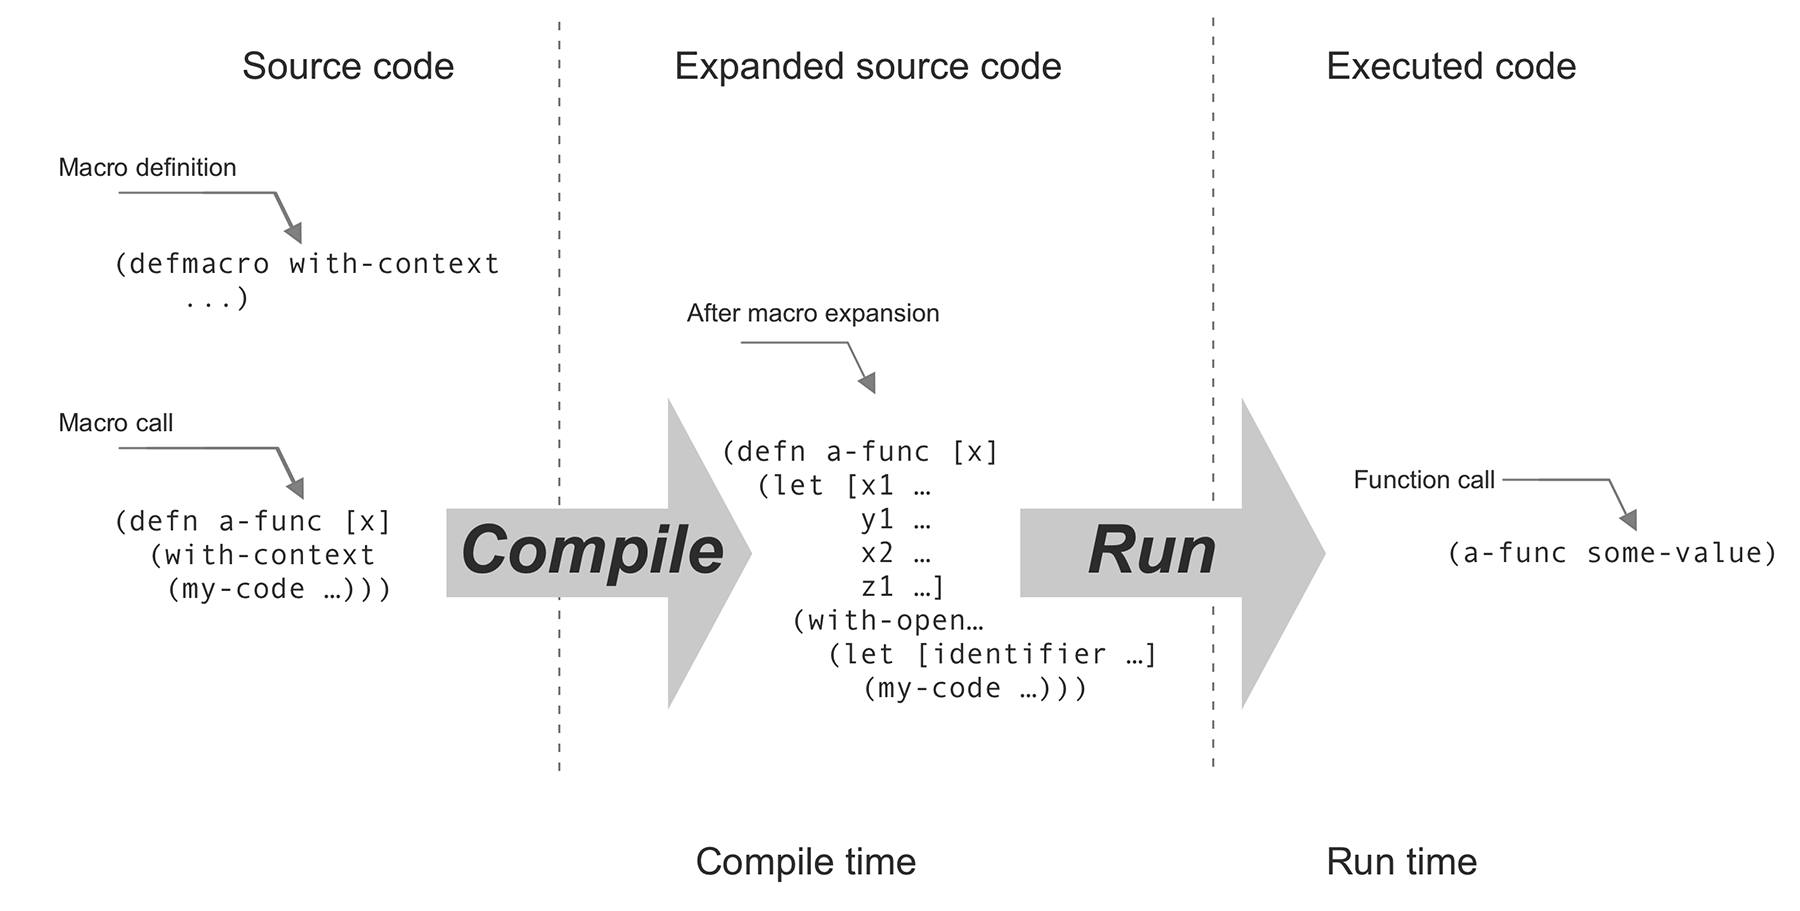 Source code
Expanded source code
Executed code
Macro definition
(defmacro with-context
...)
Macro call
(defn a-func [x]
(with-context
(my-code …)))
Compile
After macro expansion
(defn a-func [x]
(let [x1 …
y1 …
x2 …
z1 …]
(with-open…
(let [identifier …]
(my-code …)))
Run
Function call
(a-func some-value)
Compile time
Run time